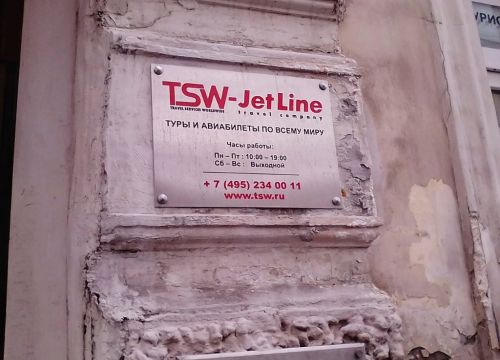 TSW-JetLine
TRAVEL SERVICES WORLDWIDE travel company
ТУРЫ И АВИАБИЛЕТЫ ПО ВСЕМУ МИРУ
Часы работы:
Пн – Пт : 10:00 – 19:00
Сб – Вс : Выходной
+ 7 (495) 234 00 11
www.tsw.ru